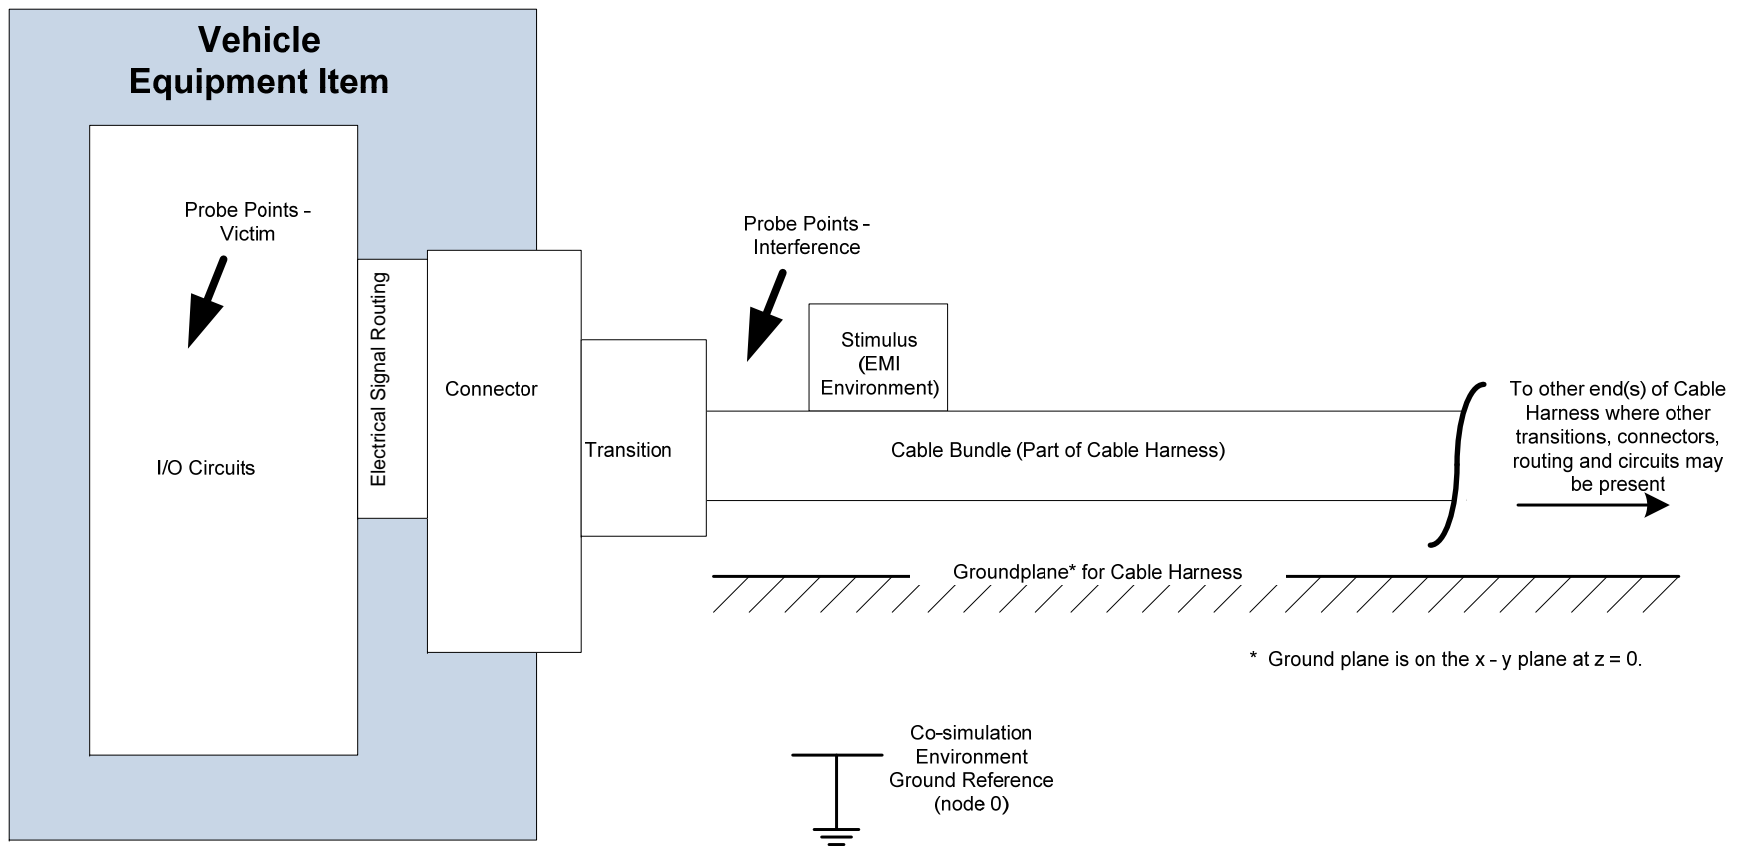 Vehicle
Equipment Item
Probe Points -
Victim
Probe Points -
Interference
Electrical Signal Routing
Stimulus
(EMI
Environment)
Connector
To other end(s) of Cable
Harness where other
transitions, connectors,
routing and circuits may
be present
Transition
Cable Bundle (Part of Cable Harness)
I/O Circuits
Groundplane* for Cable Harness
* Ground plane is on the x - y plane at z = 0.
Co-simulation
Environment
Ground Reference
(node 0)